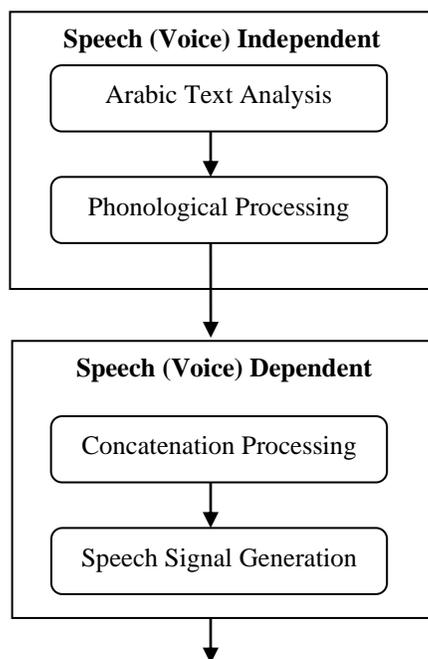 Speech (Voice) Independent
Arabic Text Analysis
Phonological Processing
Speech (Voice) Dependent
Concatenation Processing
Speech Signal Generation